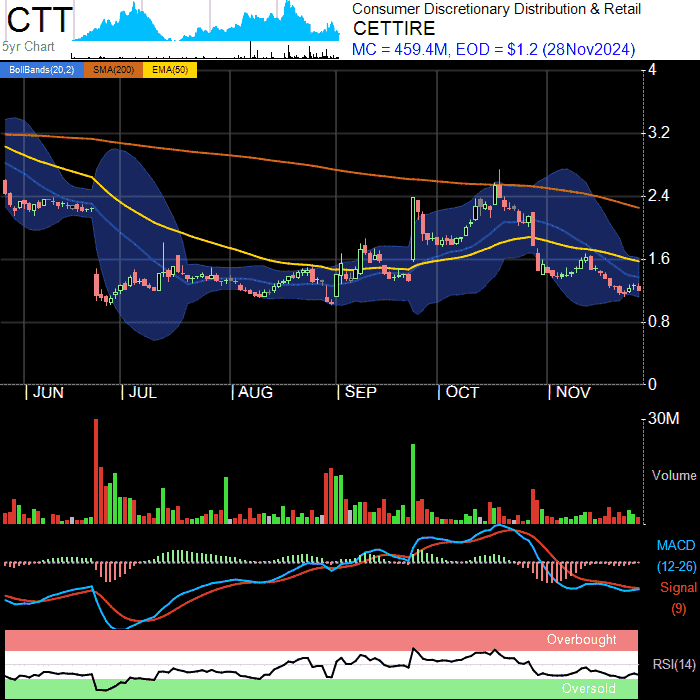 CTT
5yr Chart
Consumer Discretionary Distribution & Retail
CETTIRE
MC = 459.4M, EOD = $1.2 (28Nov2024)
BollBands(20,2) SMA(200) EMA(50)
4
3.2
2.4
1.6
0.8
0
JUN JUL AUG SEP OCT NOV
30M
Volume
MACD
(12-26)
Signal
(9)
Overbought
RSI(14)
Oversold